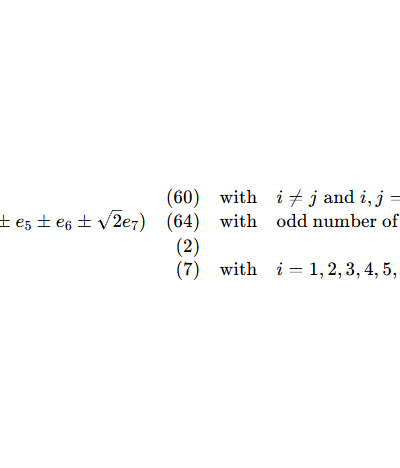 (60) with i ≠ j and i, j =
± e₅ ± e₆ ± √2e₇) (64) with odd number of
(2)
(7) with i = 1, 2, 3, 4, 5,